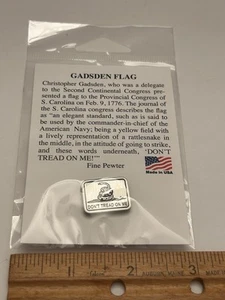 GADSDEN FLAG
Christopher Gadsden, who was a delegate
to the Second Continental Congress
presented a flag to the Provincial Congress of
S. Carolina on Feb. 9, 1776. The journal of
the S. Carolina congress describes the flag
as "an elegant standard, such as is said to
be used by the commander-in-chief of the
American Navy; being a yellow field with
a lively representation of a rattlesnake in
the middle, in the attitude of going to strike,
and these words underneath, 'DON'T
TREAD ON ME!'"
Fine Pewter
Made in USA
DON'T TREAD ON ME
1 2 3